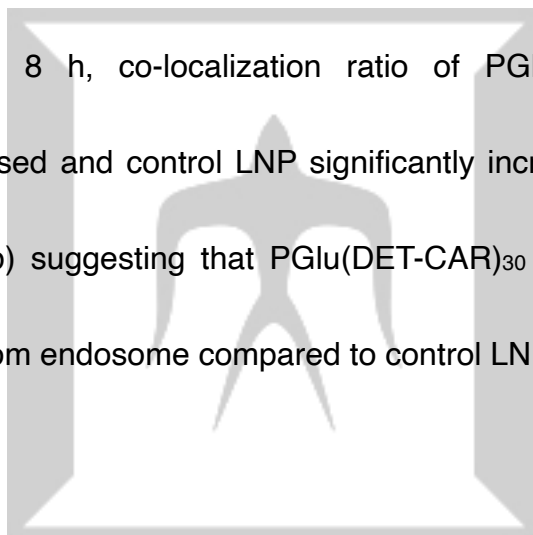 8 h, co-localization ratio of PG
sed and control LNP significantly incr
) suggesting that PGlu(DET-CAR)₃₀
om endosome compared to control LN